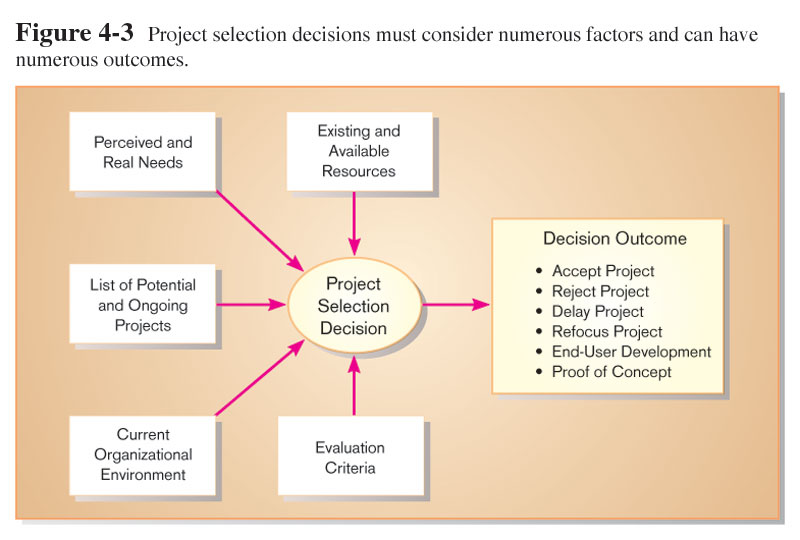 Figure 4-3 Project selection decisions must consider numerous factors and can have
numerous outcomes.
Perceived and
Real Needs
Existing and
Available
Resources
List of Potential
and Ongoing
Projects
Project
Selection
Decision
Current
Organizational
Environment
Evaluation
Criteria
Decision Outcome
• Accept Project
• Reject Project
• Delay Project
• Refocus Project
• End-User Development
• Proof of Concept